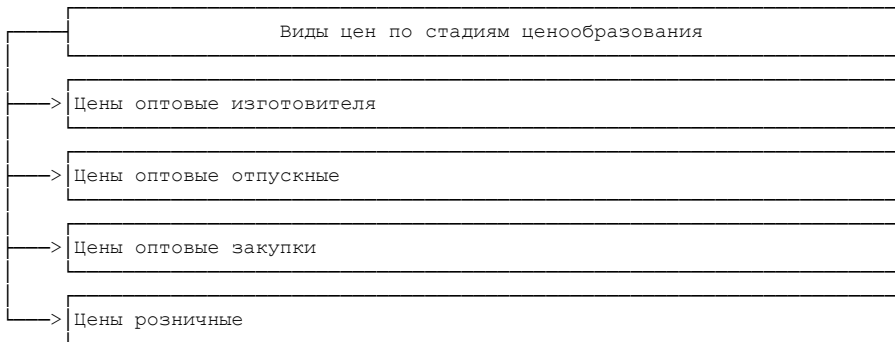 Виды цен по стадиям ценообразования
Цены оптовые изготовителя
Цены оптовые отпускные
Цены оптовые закупки
Цены розничные